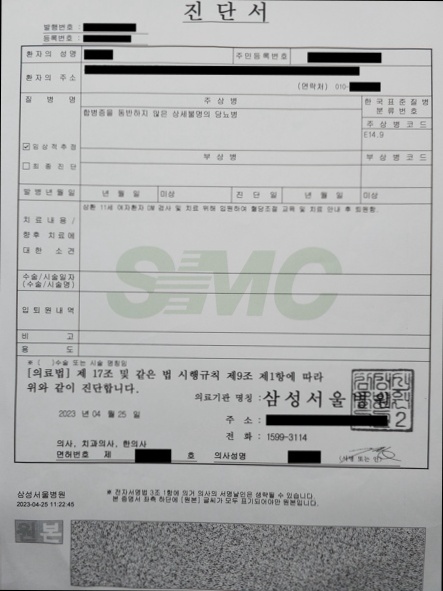 진 단 서
발행번호 :
등록번호 :
환자의 성명
주민등록번호
환자의 주소
(연락처) 010-
질 병 명
주 상 병
한국표준질병
분류번호
합병증을 동반하지 않은 상세불명의 당뇨병
주 상 병 코 드
E14.9
☑ 임상적추정
부 상 병
부 상 병 코 드
☐ 최 종 진 단
발 병 년 월 일
년 월 일
미상
진 단 일
년 월 일
미상
치료내용/
향후 치료에
대한 소견
상환 11세 여자환자 DM 검사 및 치료 위해 입원하여 혈당조절 교육 및 치료 안내 후 퇴원함.
SMC
수술/시술일자
(수술/시술명)
입 퇴 원 내 역
비 고
용 도
※ ( )수술 또는 시술 명칭임
[의료법] 제 17조 및 같은 법 시행규칙 제9조 제1항에 따라
위와 같이 진단합니다.
의료기관 명칭 : 삼성서울병원
2023 년 04 월 25 일
주 소 :
2
전 화 : 1599-3114
의사, 치과의사, 한의사
면허번호 제 호 의사성명
(서명 또는 인)
삼성서울병원
2023-04-25 11:22:45
※ 전자서명법 3조 1항에 의거 의사의 서명날인은 생략될 수 있습니다.
본 증명서 좌측 하단에 [원본] 글씨가 모두 표기되어야만 원본입니다.
원본